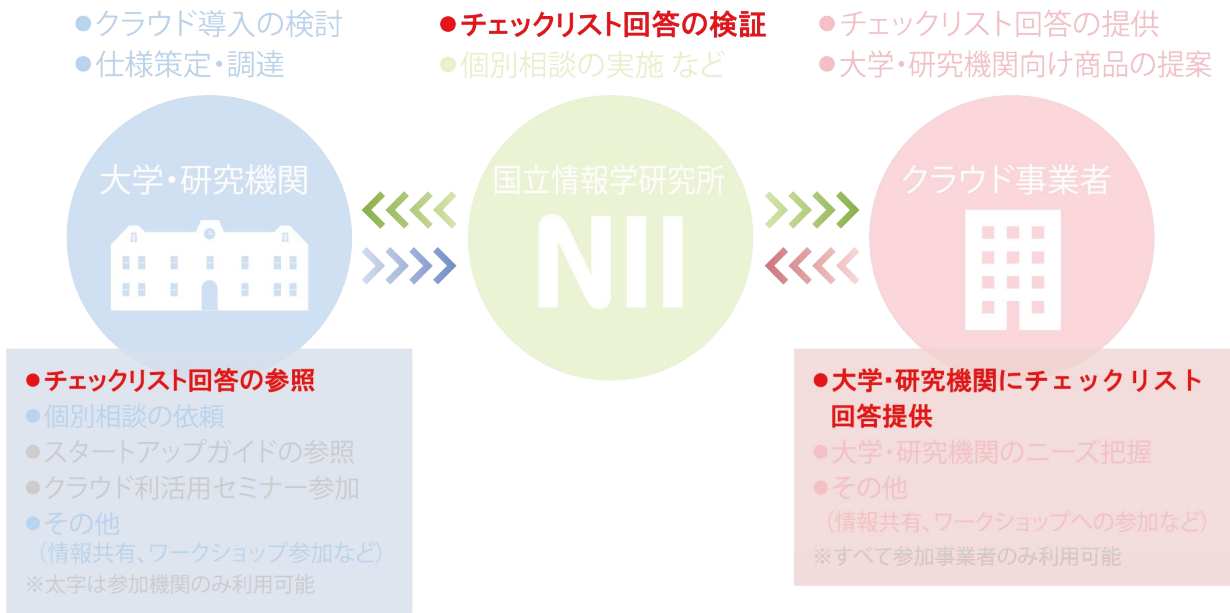 ●クラウド導入の検討
●仕様策定・調達
●チェックリスト回答の検証
●個別相談の実施 など
●チェックリスト回答の提供
●大学・研究機関向け商品の提案
大学・研究機関
国立情報学研究所
NII
クラウド事業者
●チェックリスト回答の参照
●個別相談の依頼
●スタートアップガイドの参照
●クラウド利活用セミナー参加
●その他
（情報共有、ワークショップ参加など）
※太字は参加機関のみ利用可能
●大学・研究機関にチェックリスト
回答提供
●大学・研究機関のニーズ把握
●その他
（情報共有、ワークショップへの参加など）
※すべて参加事業者のみ利用可能